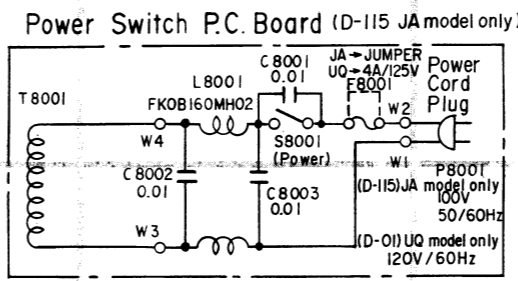 Power Switch P.C. Board (D-115 JA model only)
JA→JUMPER
UQ→4A/125V
F8001
Power
Cord
Plug
C8001
0.01
L8001
FKOB160MH02
T8001
W4
S8001
(Power)
W2
W1
C8002
0.01
C8003
0.01
W3
P8001
(D-115)JA model only
100V
50/60Hz
(D-01)UQ model only
120V/60Hz